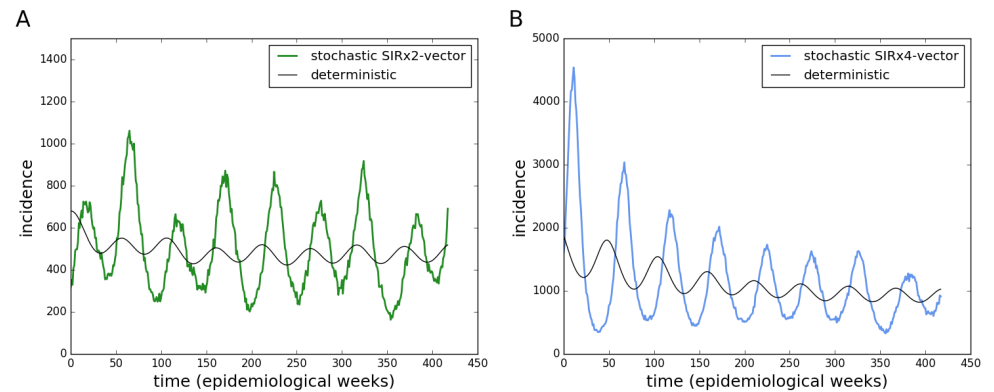 A
stochastic SIRx2-vector
deterministic
incidence
1400
1200
1000
800
600
400
200
0
0 50 100 150 200 250 300 350 400 450
time (epidemiological weeks)
B
stochastic SIRx4-vector
deterministic
incidence
5000
4000
3000
2000
1000
0
0 50 100 150 200 250 300 350 400 450
time (epidemiological weeks)